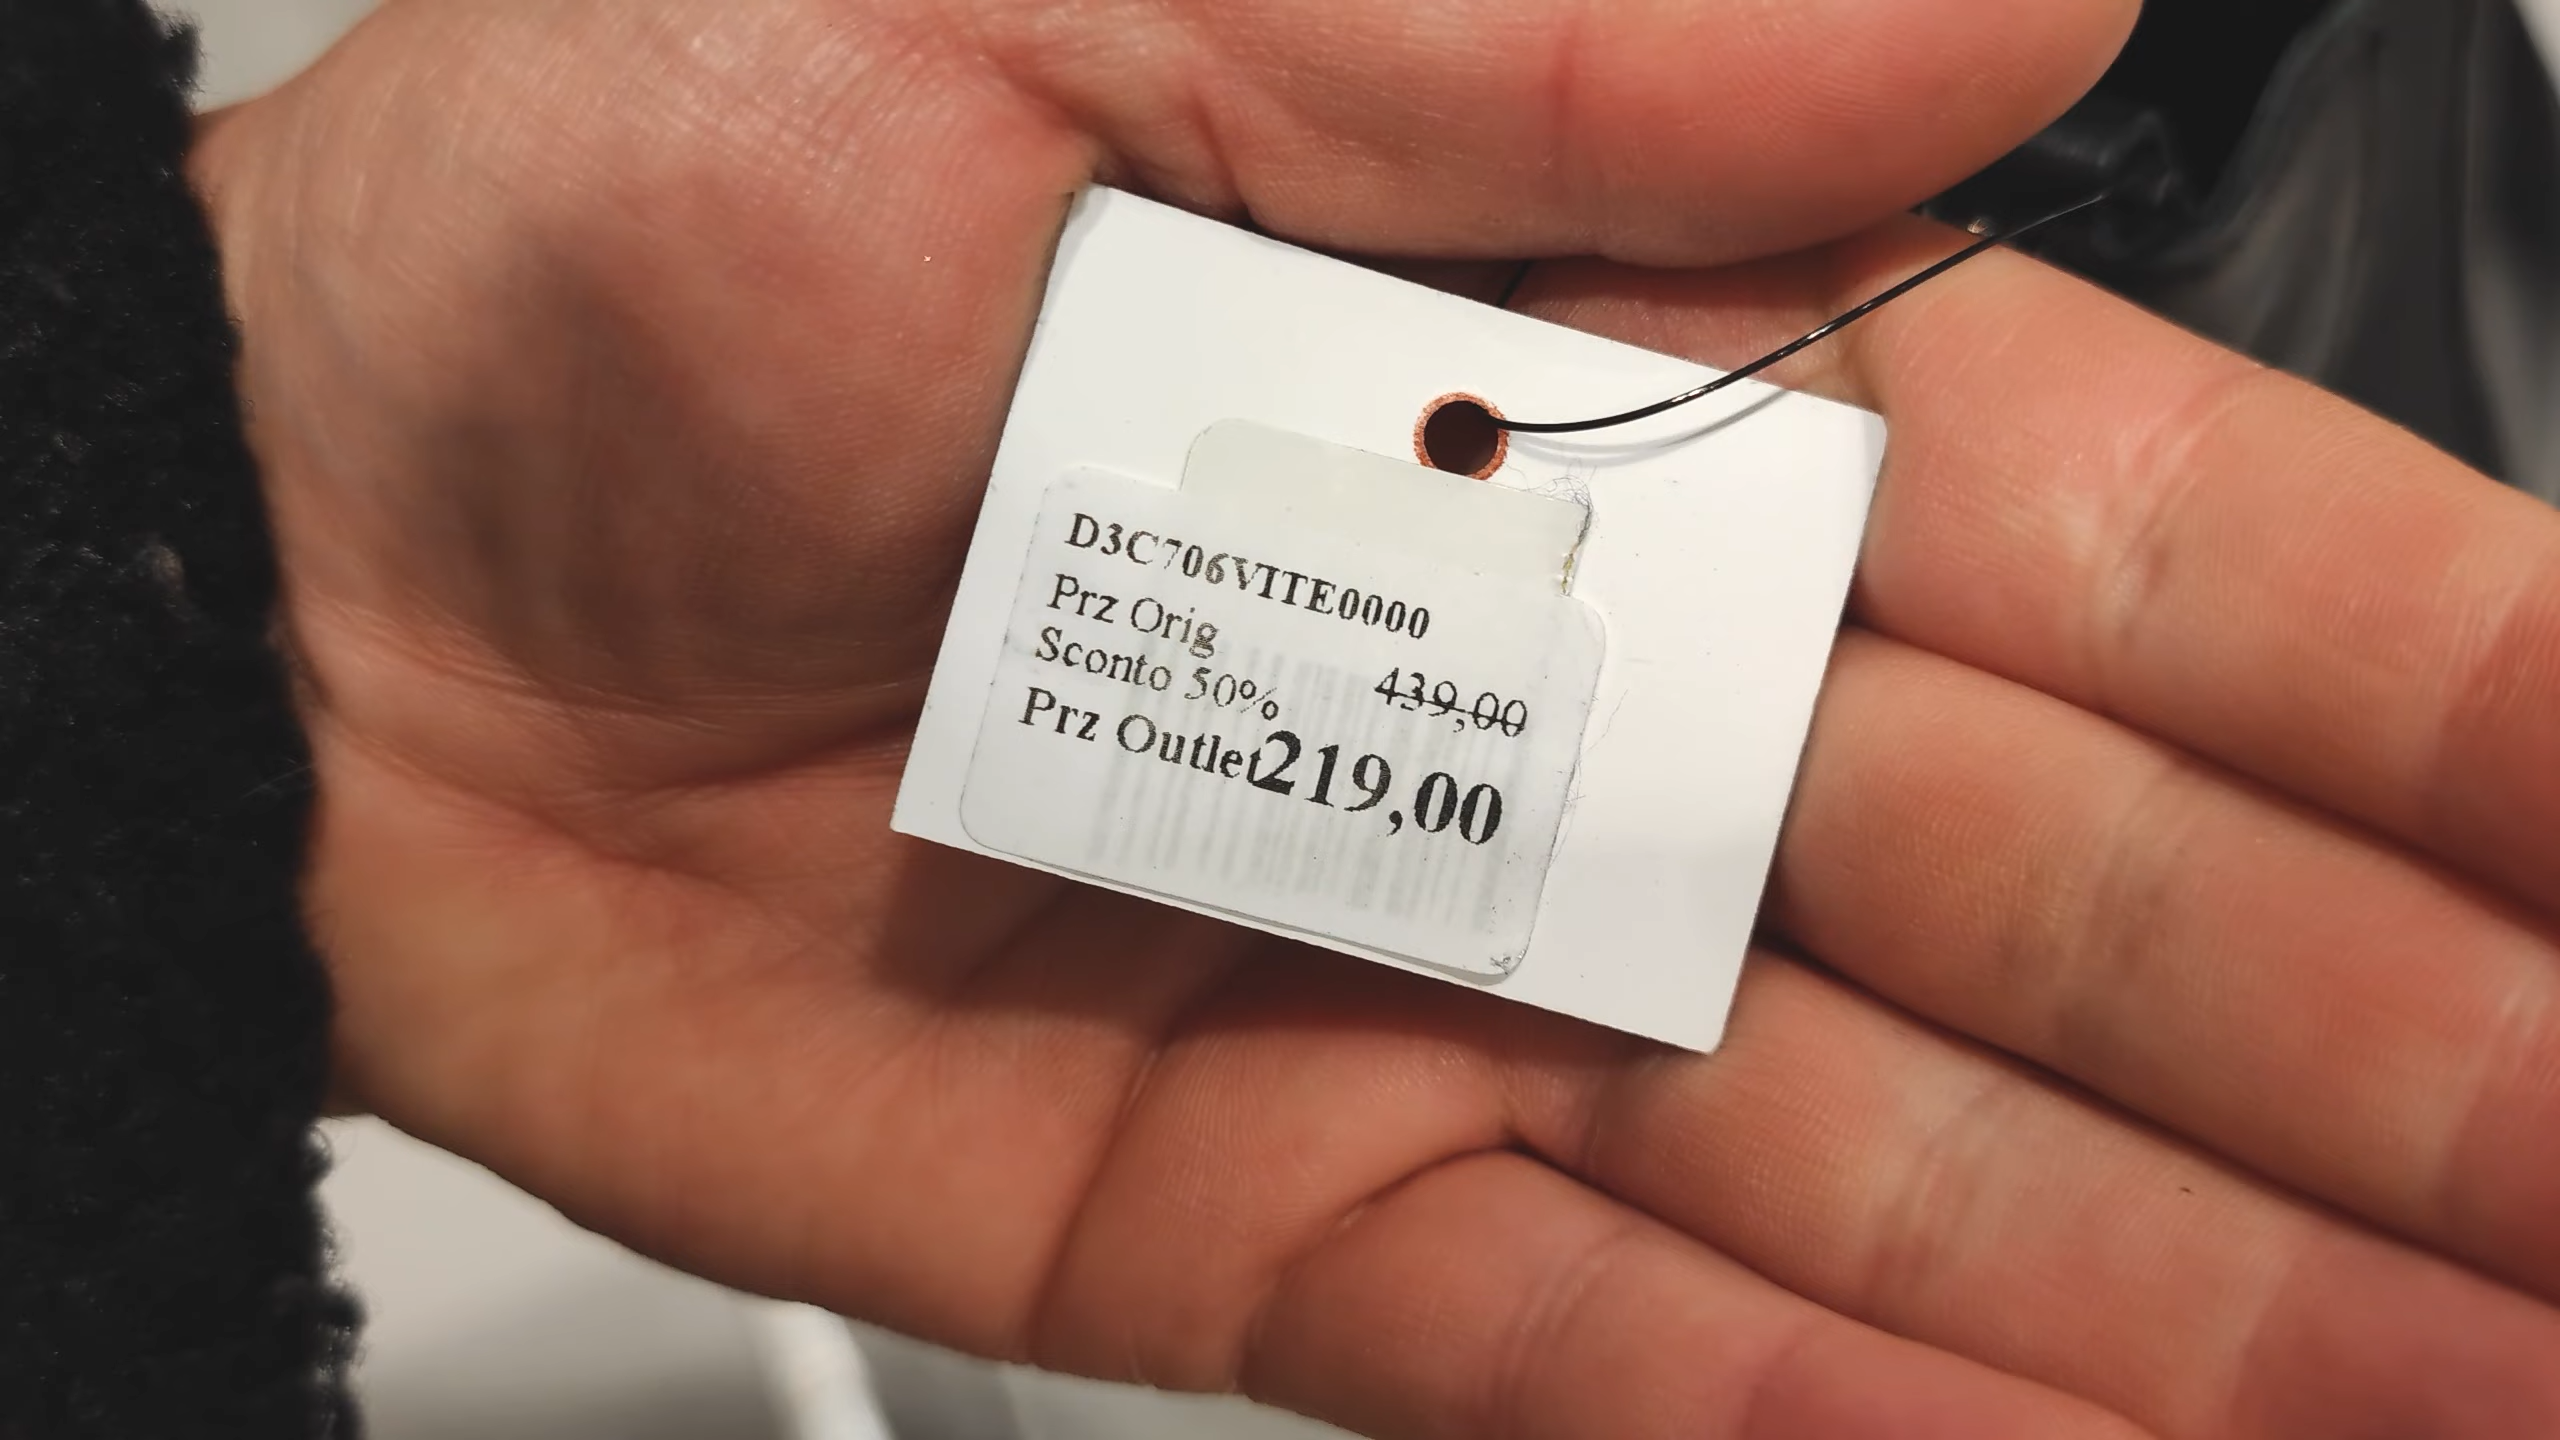 D3C706VITE0000
Prz Orig
439,00
Sconto 50%
Prz Outlet 219,00